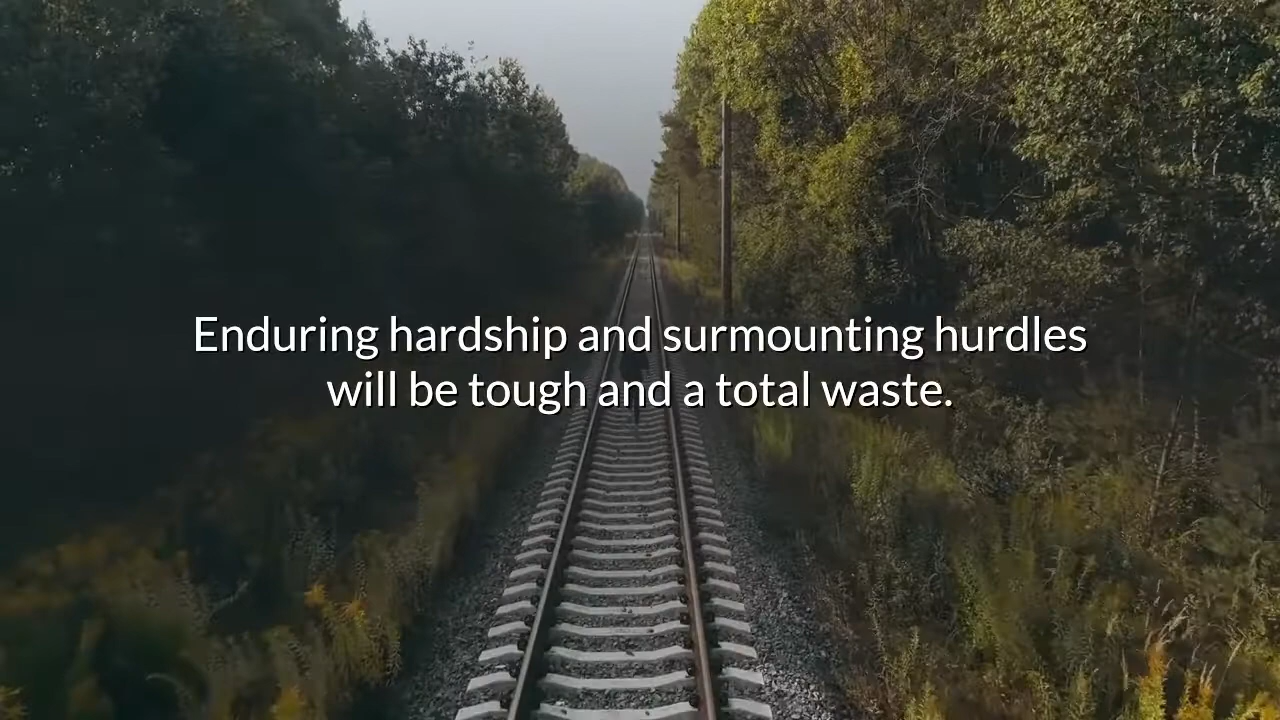 Enduring hardship and surmounting hurdles
will be tough and a total waste.